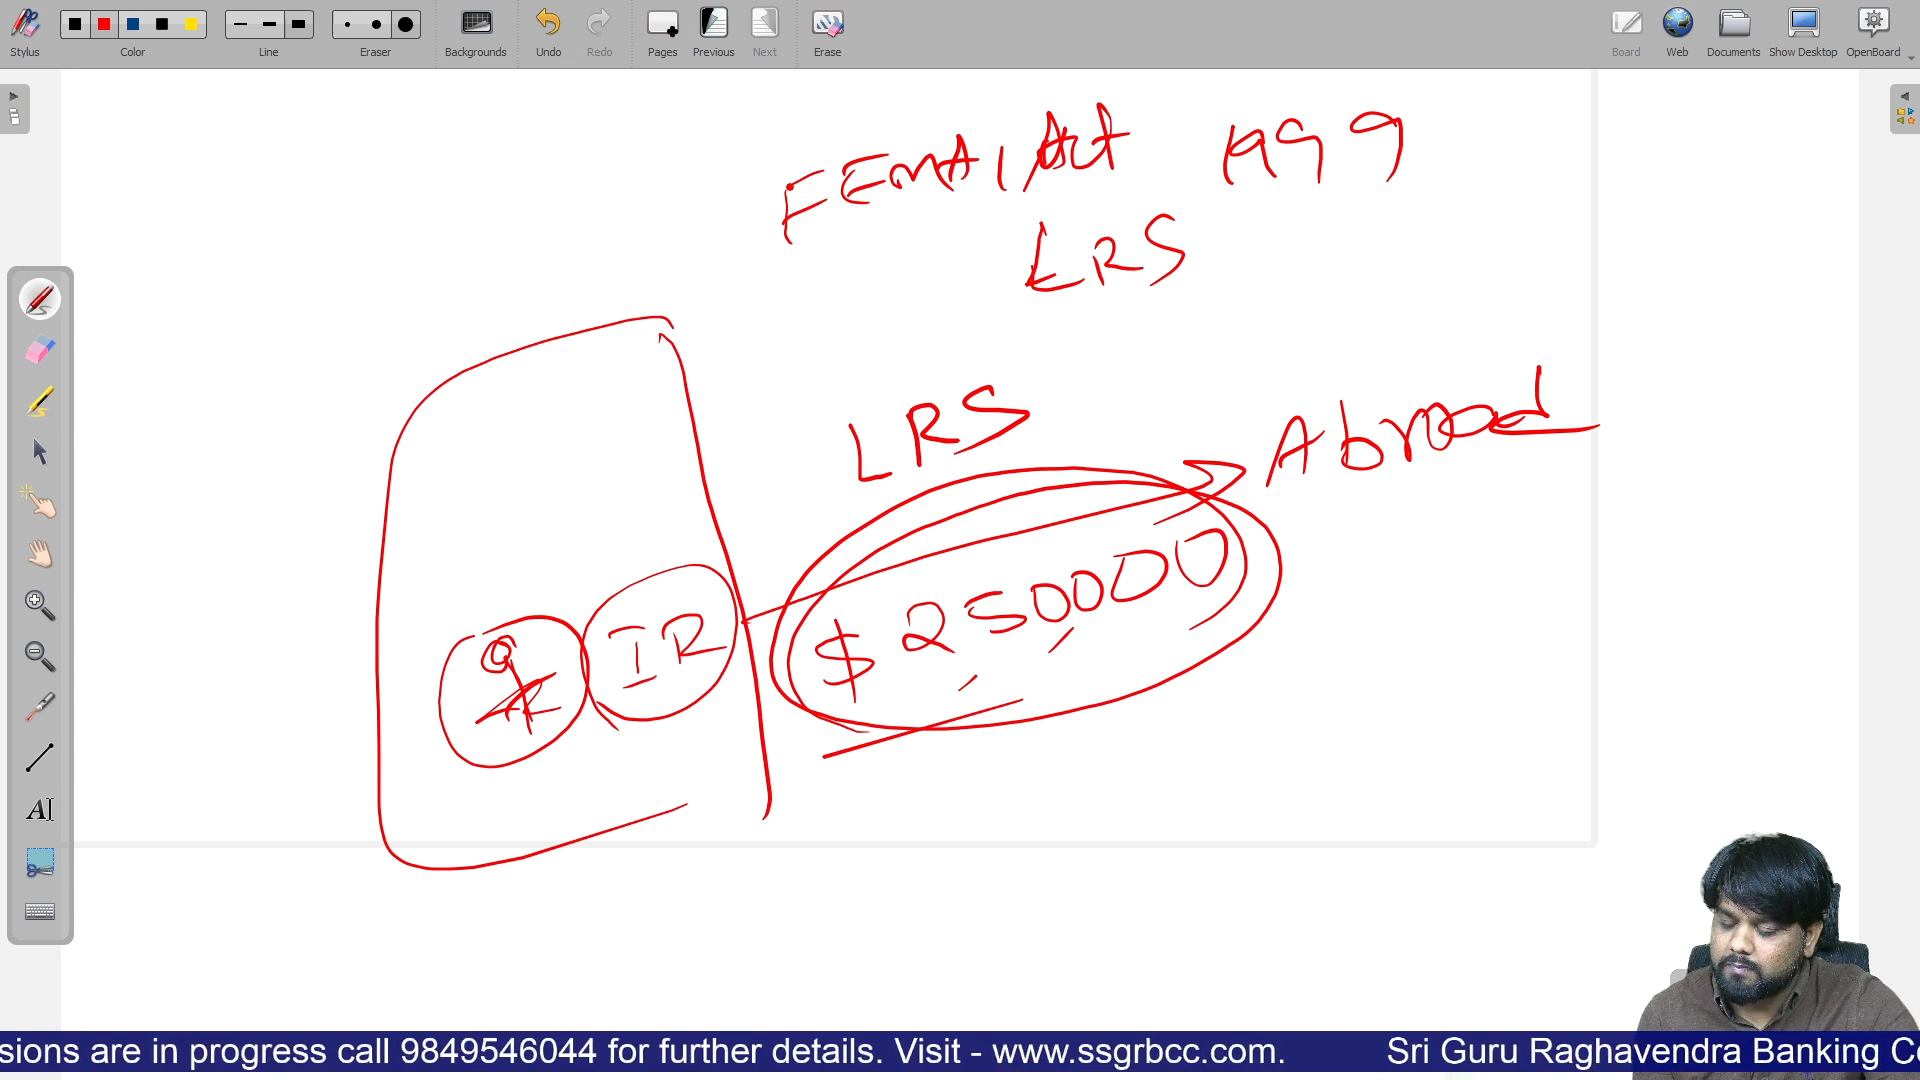 Stylus Color Line Eraser Backgrounds Undo Redo Pages Previous Next Erase Board Web Documents Show Desktop OpenBoard
FEMA, Act 1999
LRS
LRS
Abroad
$ 250000
IR
AI
sions are in progress call 9849546044 for further details. Visit - www.ssgrbcc.com. Sri Guru Raghavendra Banking Co